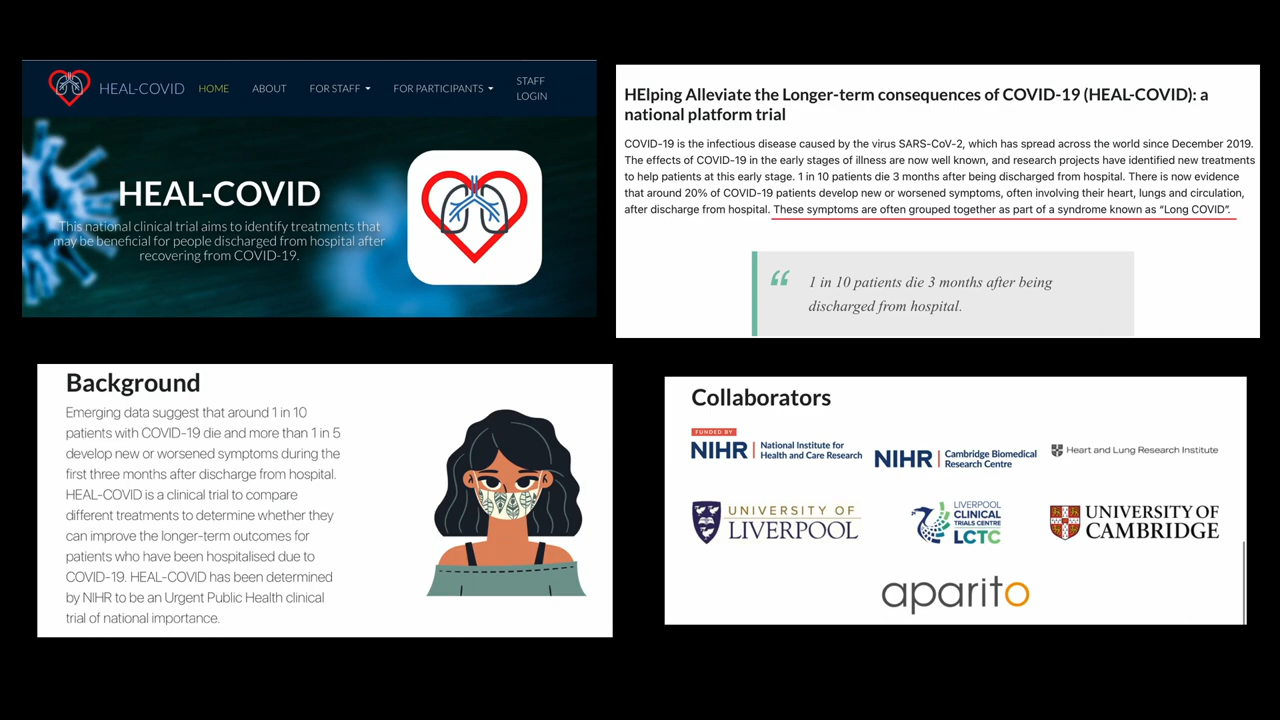 HEAL-COVID
HOME
ABOUT
FOR STAFF
FOR PARTICIPANTS
STAFF
LOGIN
HEAL-COVID
This national clinical trial aims to identify treatments that
may be beneficial for people discharged from hospital after
recovering from COVID-19.
HElping Alleviate the Longer-term consequences of COVID-19 (HEAL-COVID): a
national platform trial
COVID-19 is the infectious disease caused by the virus SARS-CoV-2, which has spread across the world since December 2019.
The effects of COVID-19 in the early stages of illness are now well known, and research projects have identified new treatments
to help patients at this early stage. 1 in 10 patients die 3 months after being discharged from hospital. There is now evidence
that around 20% of COVID-19 patients develop new or worsened symptoms, often involving their heart, lungs and circulation,
after discharge from hospital. These symptoms are often grouped together as part of a syndrome known as “Long COVID”.
“ 1 in 10 patients die 3 months after being
discharged from hospital.
Background
Emerging data suggest that around 1 in 10
patients with COVID-19 die and more than 1 in 5
develop new or worsened symptoms during the
first three months after discharge from hospital.
HEAL-COVID is a clinical trial to compare
different treatments to determine whether they
can improve the longer-term outcomes for
patients who have been hospitalised due to
COVID-19. HEAL-COVID has been determined
by NIHR to be an Urgent Public Health clinical
trial of national importance.
Collaborators
FUNDED BY
NIHR | National Institute for
Health and Care Research
NIHR | Cambridge Biomedical
Research Centre
Heart and Lung Research Institute
UNIVERSITY OF
LIVERPOOL
LIVERPOOL
CLINICAL
TRIALS CENTRE
LCTC
UNIVERSITY OF
CAMBRIDGE
aparito